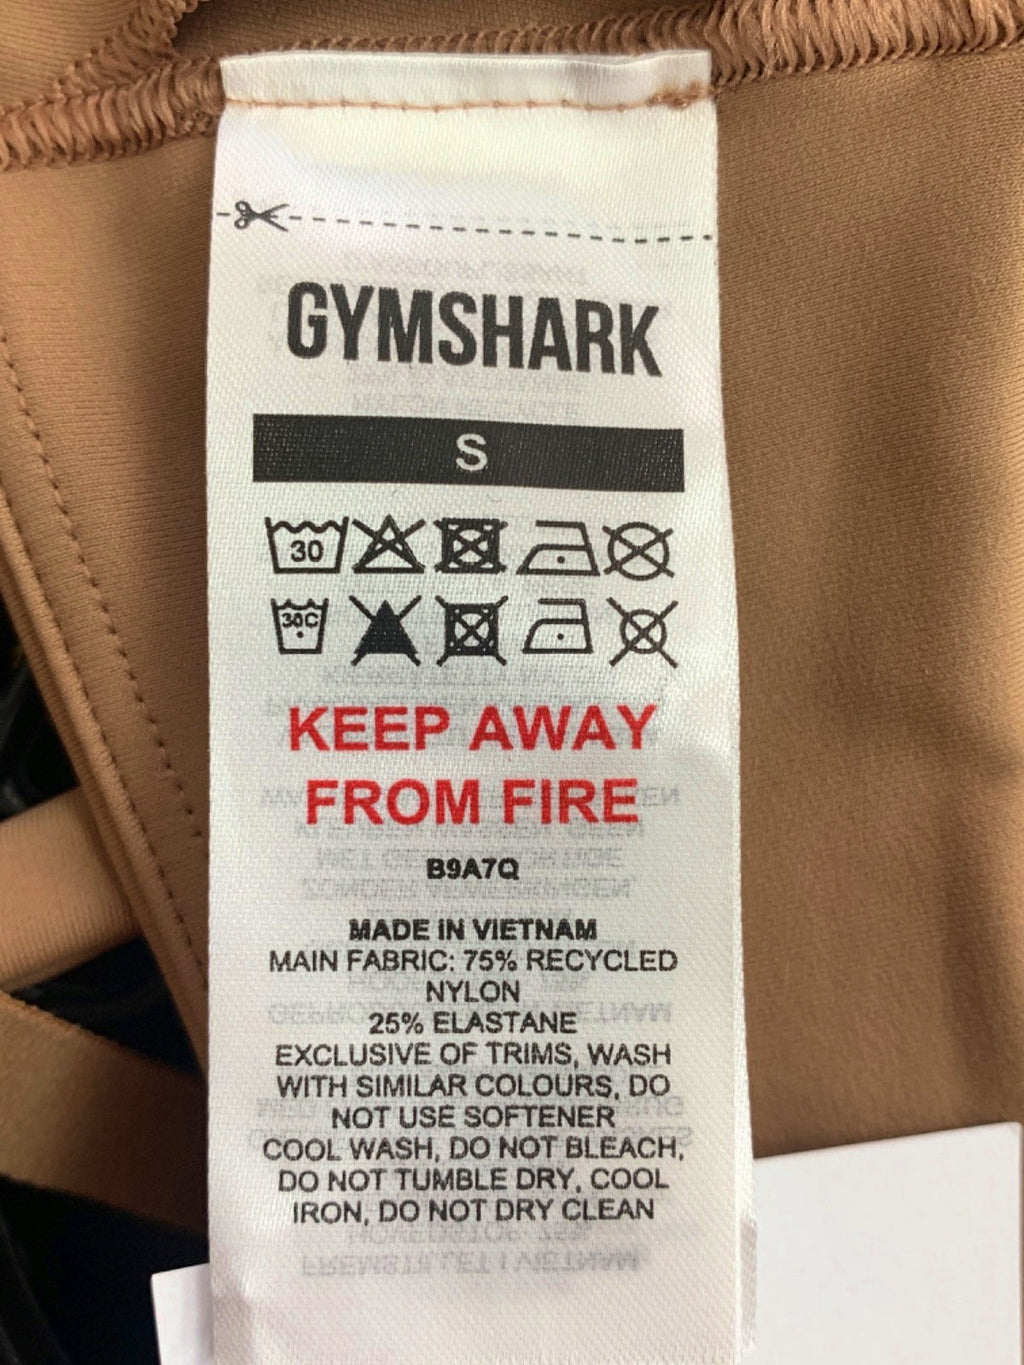 GYMSHARK
S
30
30C
KEEP AWAY
FROM FIRE
B9A7Q
MADE IN VIETNAM
MAIN FABRIC: 75% RECYCLED
NYLON
25% ELASTANE
EXCLUSIVE OF TRIMS, WASH
WITH SIMILAR COLOURS, DO
NOT USE SOFTENER
COOL WASH, DO NOT BLEACH,
DO NOT TUMBLE DRY, COOL
IRON, DO NOT DRY CLEAN